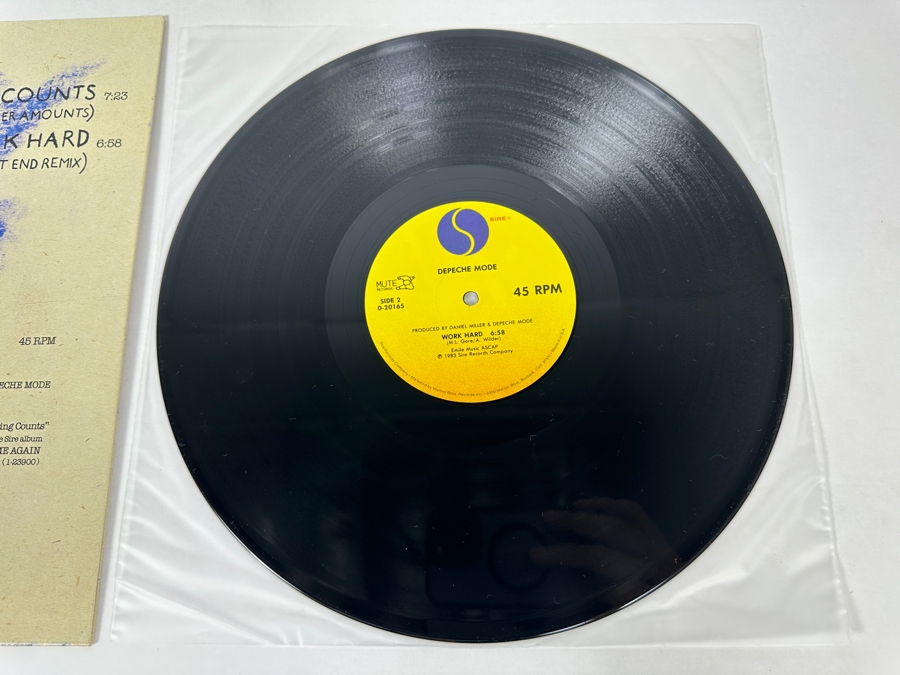 COUNTS 7:23
ER AMOUNTS)
K HARD 6:58
T END REMIX)
45 RPM
ECHE MODE
ing Counts"
e Sire album
ME AGAIN
(1-23900)
SIRE
DEPECHE MODE
MUTE
RECORDS
SIDE 2
0-20165
45 RPM
PRODUCED BY DANIEL MILLER & DEPECHE MODE
WORK HARD 6:58
(M.L. Gore/A. Wilder)
Emile Music ASCAP
℗ 1983 Sire Records Company